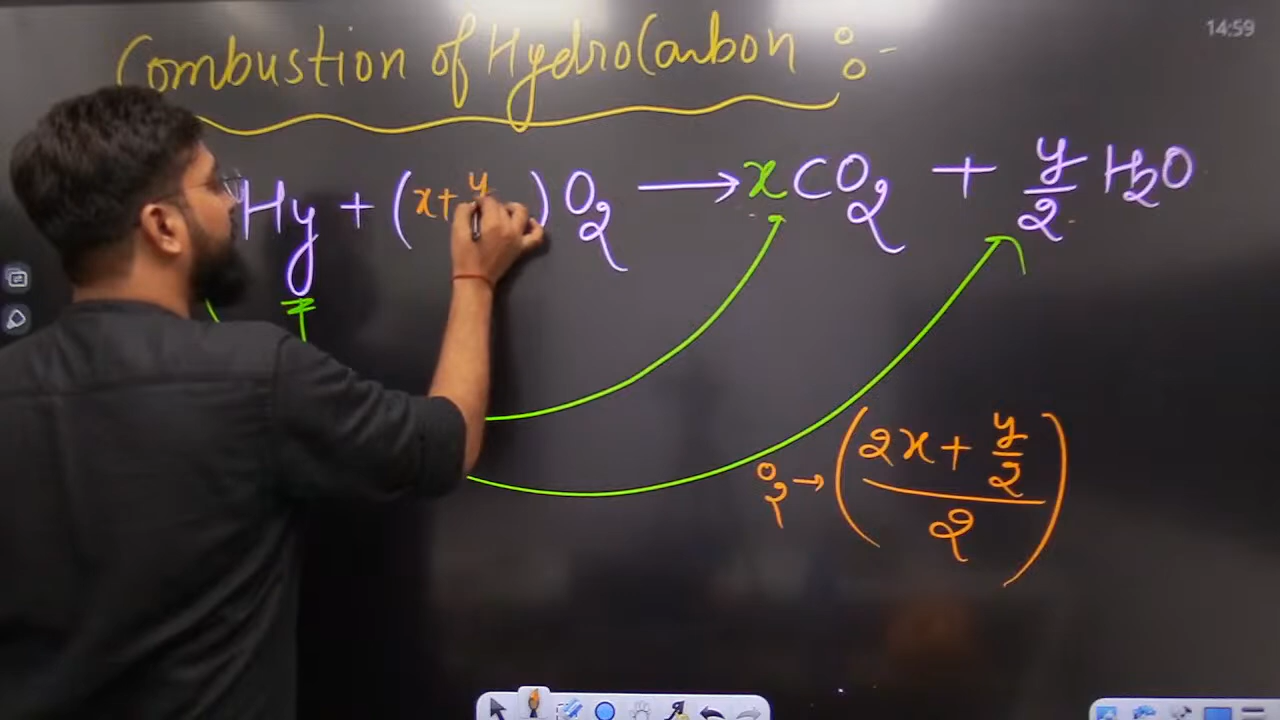 14:59
Combustion of Hydrocarbon :-
Hy + (x+y )O2 → xCO2 + y/2 H2O
O2 → (2x + y/2 / 2)